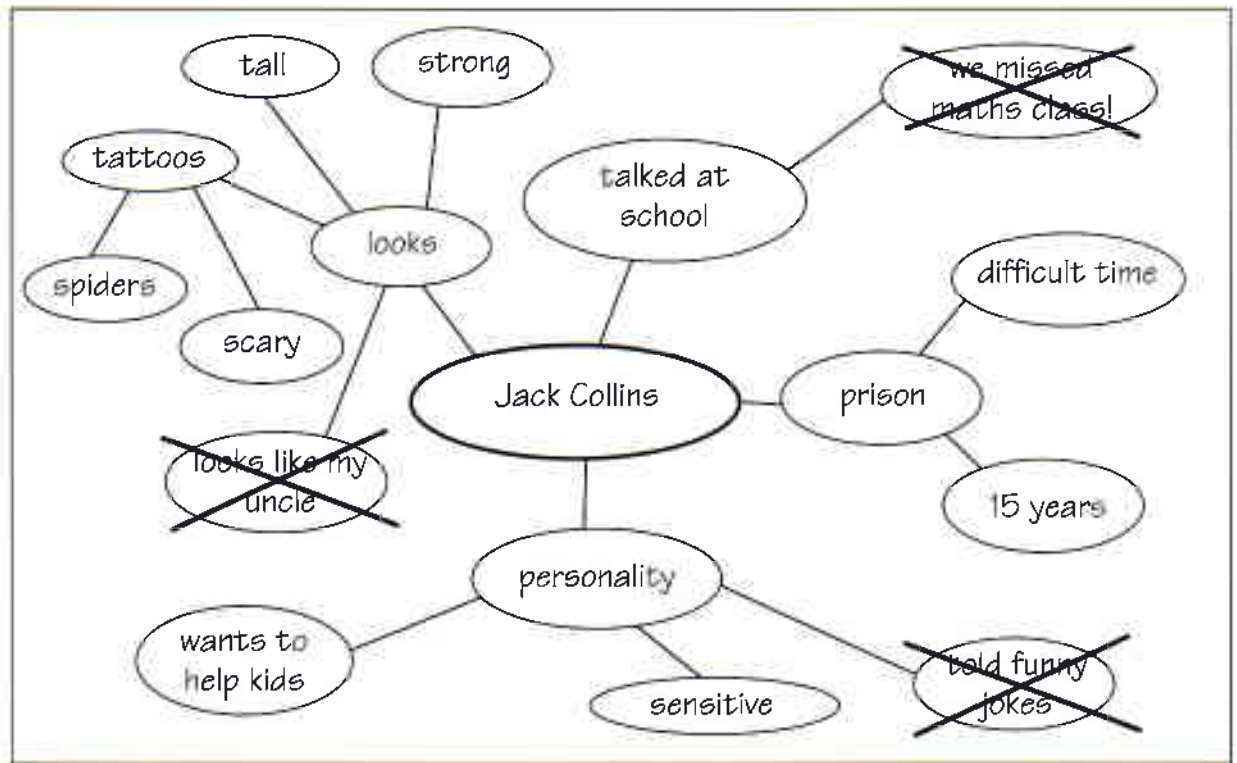 tall
strong
we missed
maths class!
tattoos
talked at
school
looks
spiders
scary
difficult time
Jack Collins
prison
looks like my
uncle
15 years
personality
wants to
help kids
sensitive
told funny
jokes